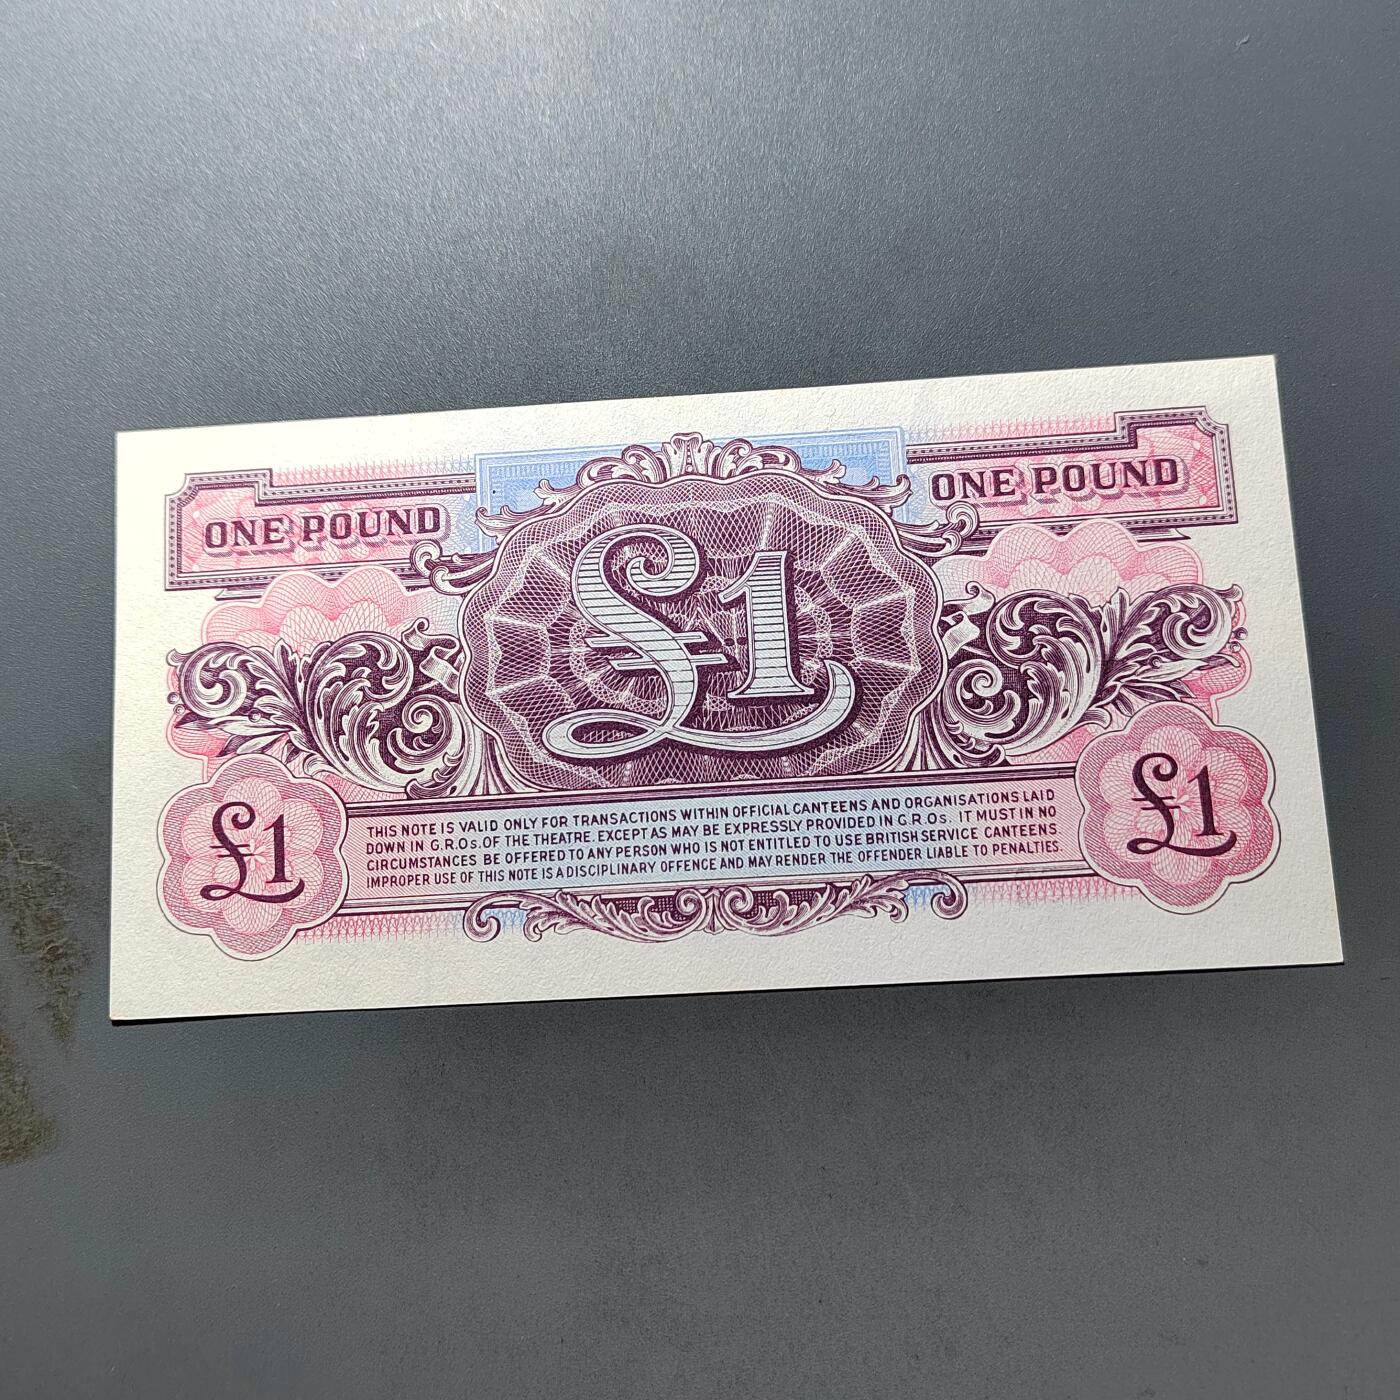 ONE POUND
ONE POUND
£1
THIS NOTE IS VALID ONLY FOR TRANSACTIONS WITHIN OFFICIAL CANTEENS AND ORGANISATIONS LAID
DOWN IN G.R.Os. OF THE THEATRE. EXCEPT AS MAY BE EXPRESSLY PROVIDED IN G.R.Os. IT MUST IN NO
CIRCUMSTANCES BE OFFERED TO ANY PERSON WHO IS NOT ENTITLED TO USE BRITISH SERVICE CANTEENS.
IMPROPER USE OF THIS NOTE IS A DISCIPLINARY OFFENCE AND MAY RENDER THE OFFENDER LIABLE TO PENALTIES.
£1
£1